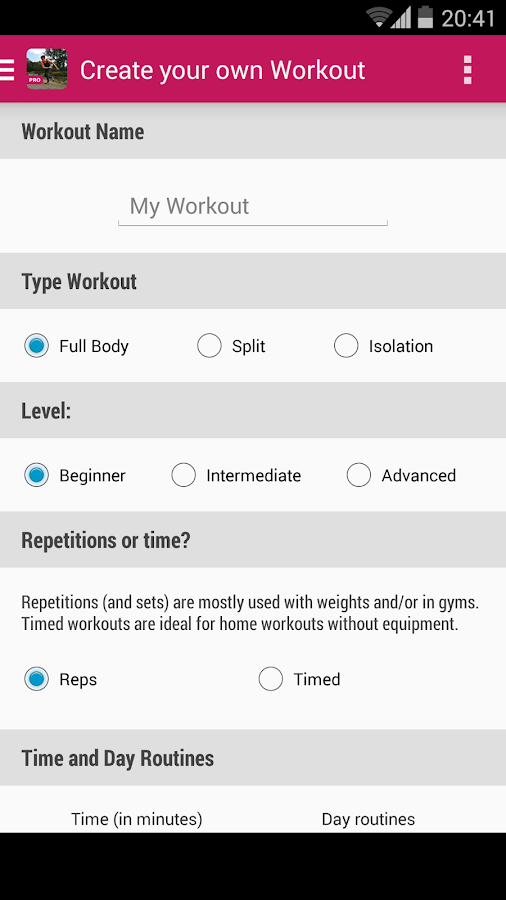 20:41
PRO
Create your own Workout
Workout Name
My Workout
Type Workout
Full Body Split Isolation
Level:
Beginner Intermediate Advanced
Repetitions or time?
Repetitions (and sets) are mostly used with weights and/or in gyms.
Timed workouts are ideal for home workouts without equipment.
Reps Timed
Time and Day Routines
Time (in minutes) Day routines